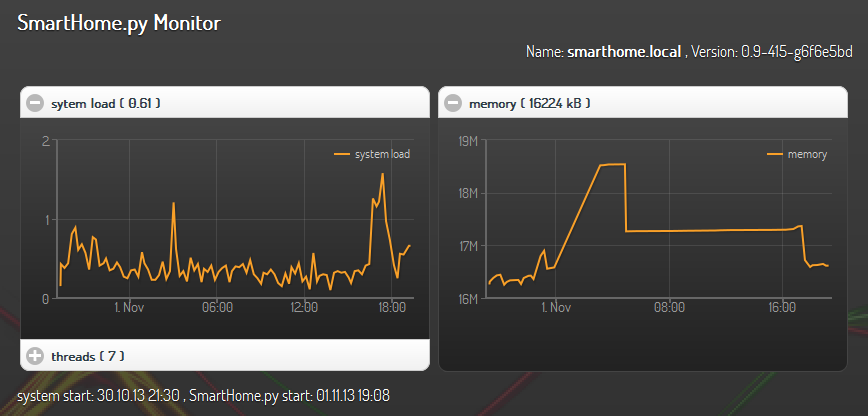 SmartHome.py Monitor
Name: smarthome.local , Version: 0.9-415-g6f6e5bd
sytem load ( 0.61 )
2
system load
1
0
1. Nov 06:00 12:00 18:00
threads ( 7 )
memory ( 16224 kB )
19M
memory
18M
17M
16M
1. Nov 08:00 16:00
system start: 30.10.13 21:30 , SmartHome.py start: 01.11.13 19:08